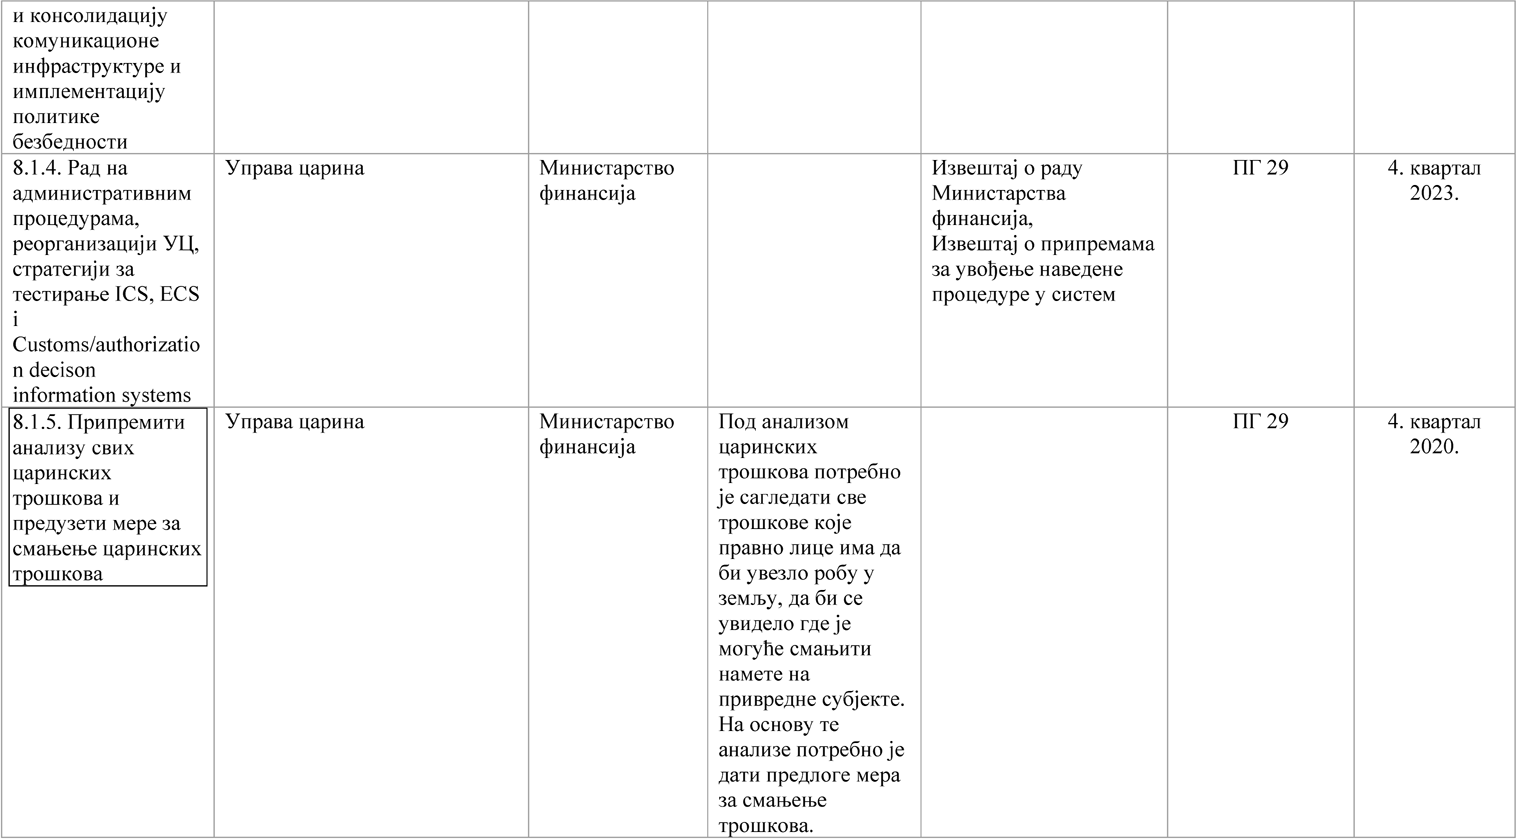 и консолидацију
комуникационе
инфраструктуре и
имплементацију
политике
безбедности
8.1.4. Рад на
административним
процедурама,
реорганизацији УЦ,
стратегији за
тестирање ICS, ECS
i
Customs/authorizatio
n decison
information systems
Управа царина
Министарство
финансија
Извештај о раду
Министарства
финансија,
Извештај о припремама
за увођење наведене
процедуре у систем
ПГ 29
4. квартал
2023.
8.1.5. Припремити
анализу свих
царинских
трошкова и
предузети мере за
смањење царинских
трошкова
Управа царина
Министарство
финансија
Под анализом
царинских
трошкова потребно
је сагледати све
трошкове које
правно лице има да
би увезло робу у
земљу, да би се
увидело где је
могуће смањити
намете на
привредне субјекте.
На основу те
анализе потребно је
дати предлоге мера
за смањење
трошкова.
ПГ 29
4. квартал
2020.